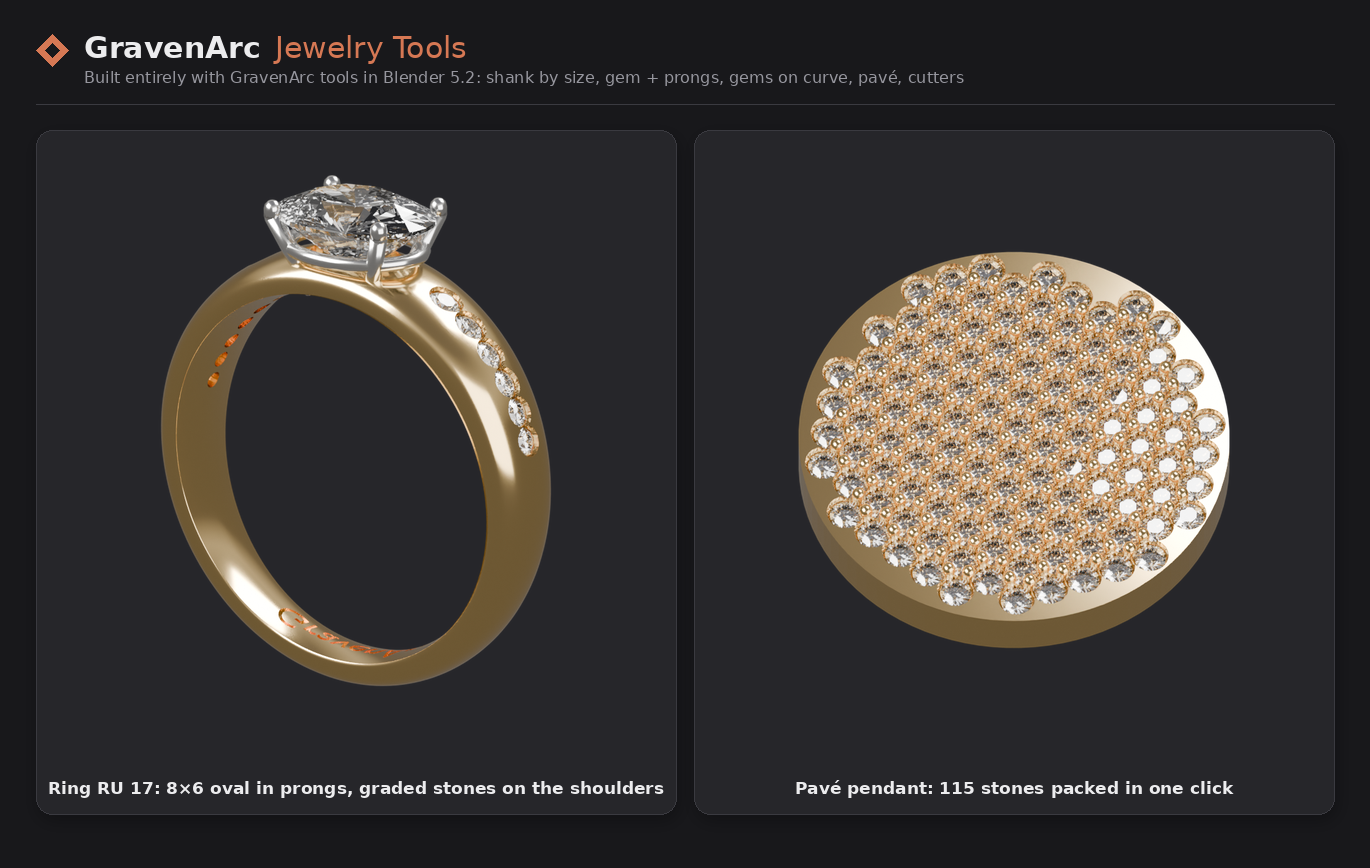 GravenArc Jewelry Tools
Built entirely with GravenArc tools in Blender 5.2: shank by size, gem + prongs, gems on curve, pavé, cutters
Ring RU 17: 8×6 oval in prongs, graded stones on the shoulders
Pavé pendant: 115 stones packed in one click